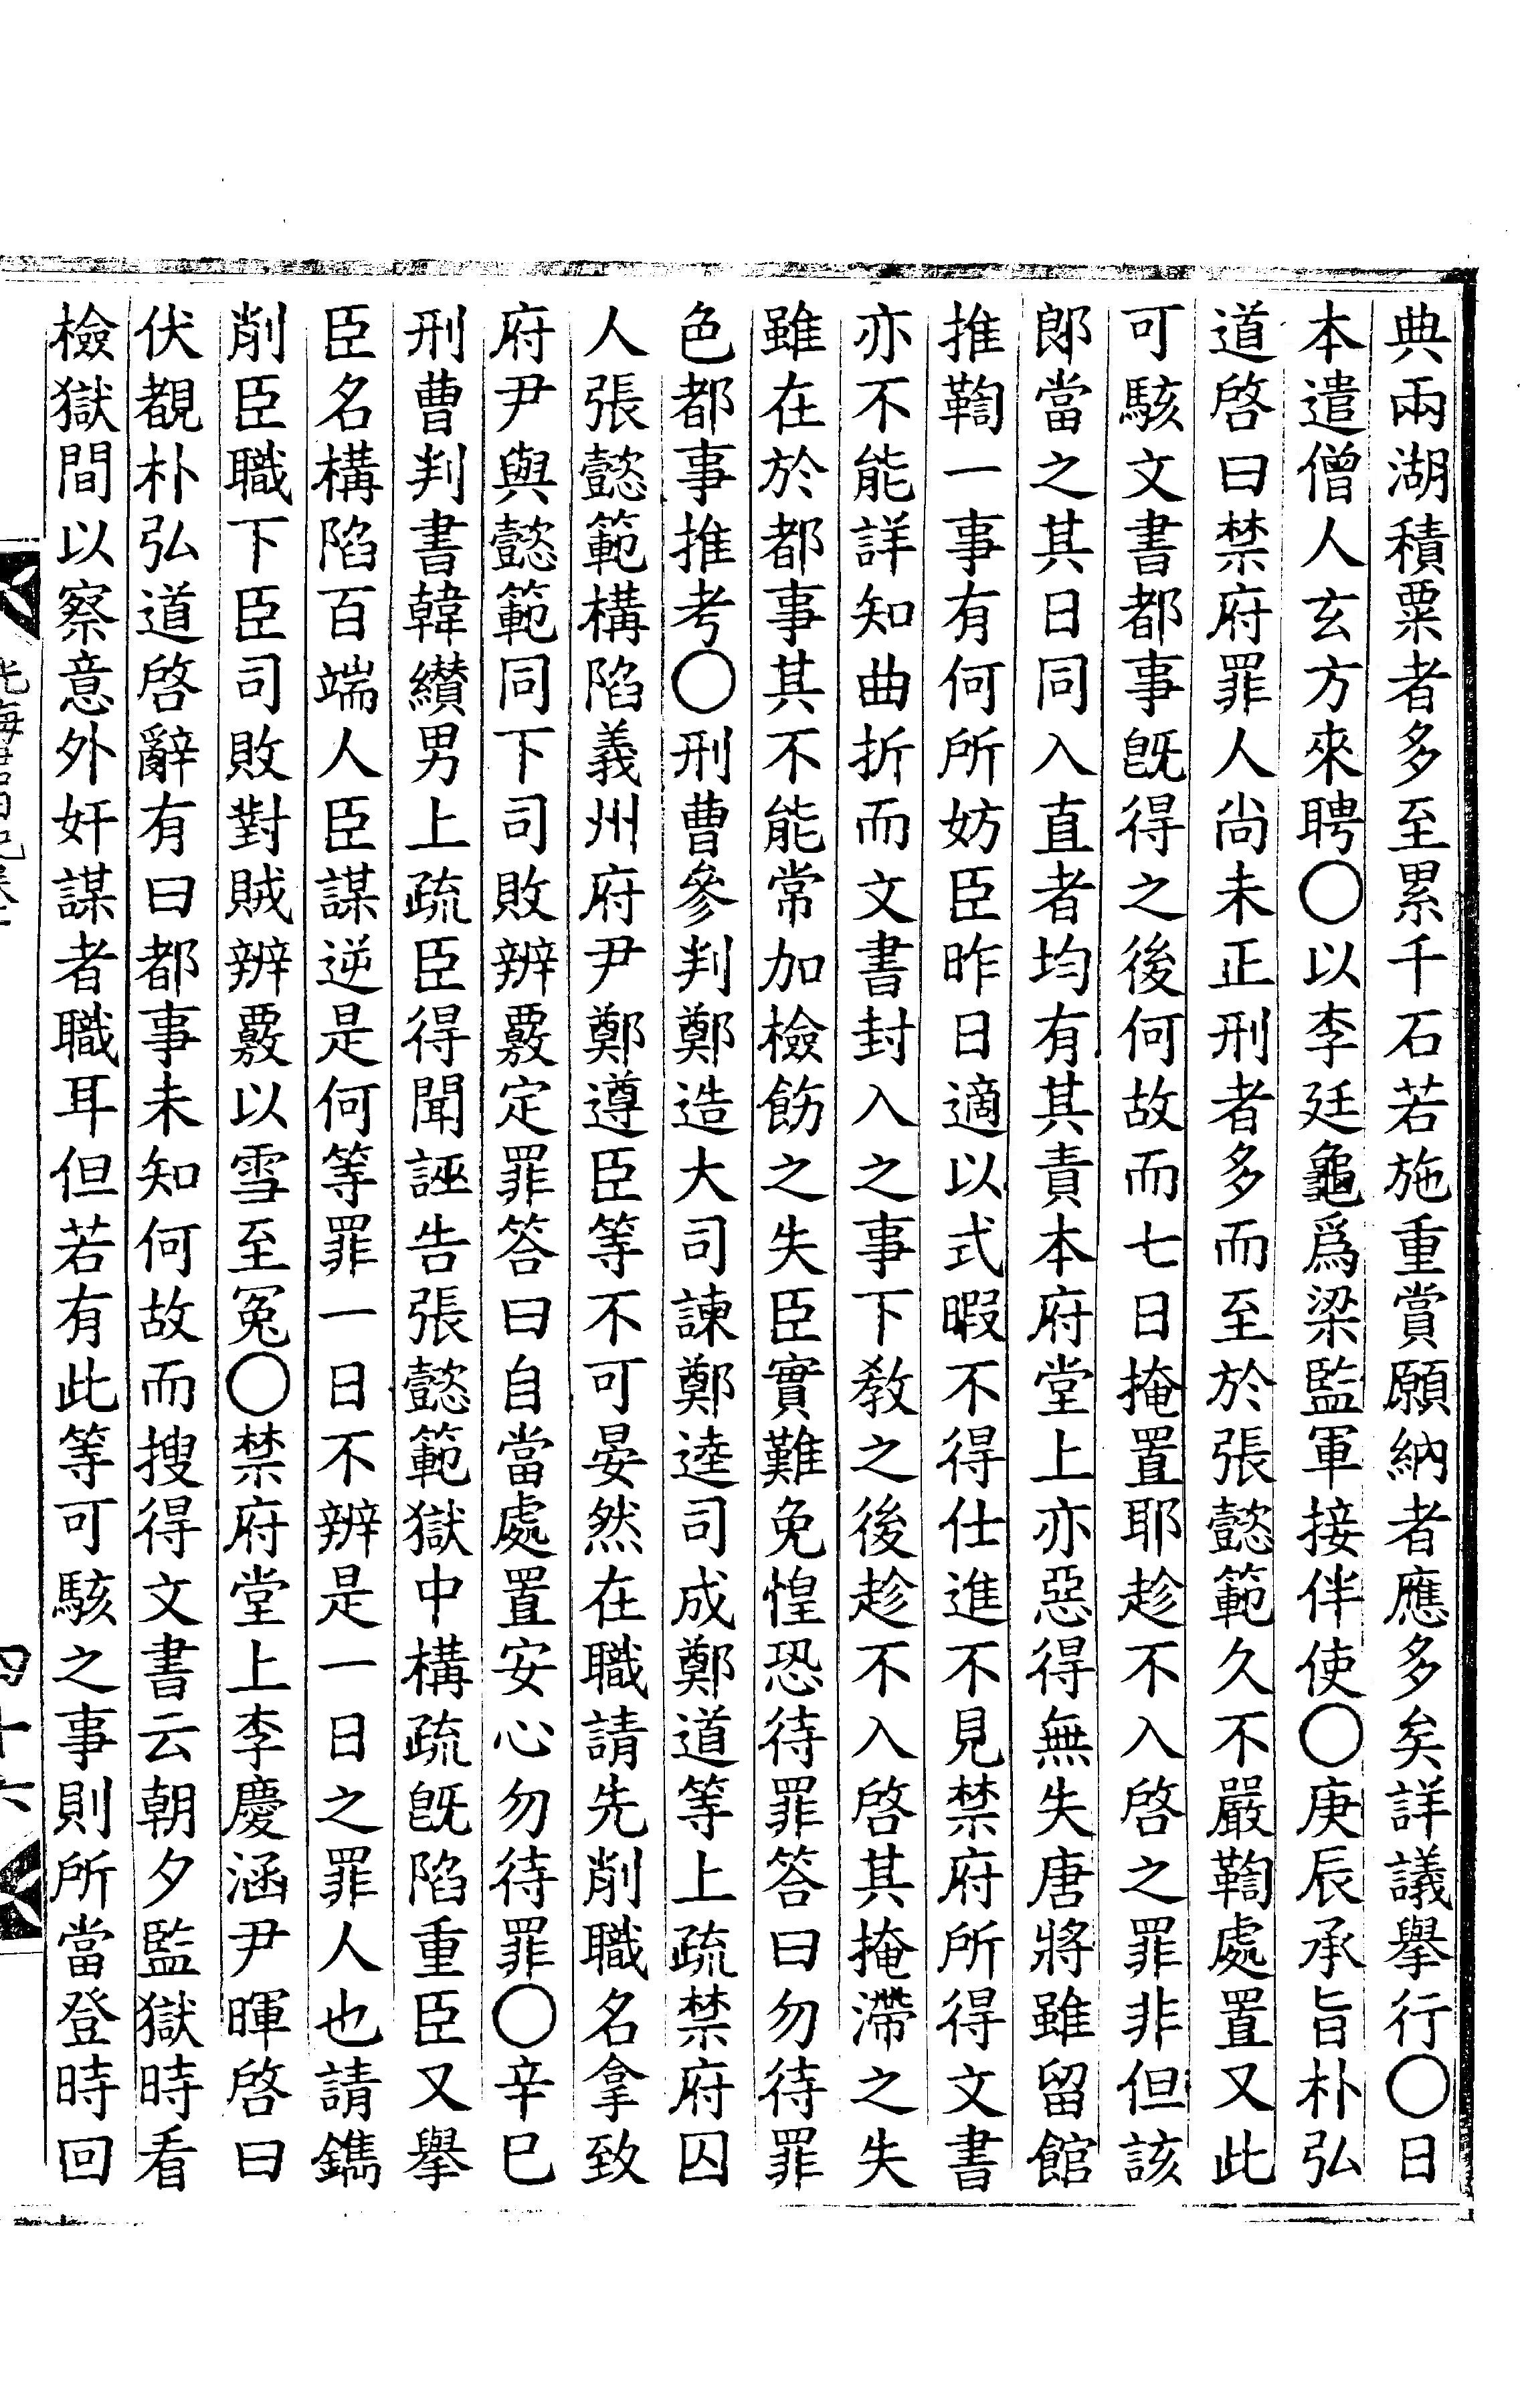 典兩湖積粟者多至累千石若施重賞願納者應多矣詳議擧行〇日
本遣僧人玄方來聘〇以李廷龜爲梁監軍接伴使〇庚辰承旨朴弘
道啓曰禁府罪人尙未正刑者多而至於張懿範久不嚴鞫處置又此
可駭文書都事旣得之後何故而七日掩置耶趁不入啓之罪非但該
郞當之其日同入直者均有其責本府堂上亦惡得無失唐將雖留館
推鞫一事有何所妨臣昨日適以式暇不得仕進不見禁府所得文書
亦不能詳知曲折而文書封入之事下敎之後趁不入啓其掩滯之失
雖在於都事其不能常加檢飭之失臣實難免惶恐待罪答曰勿待罪
色都事推考〇刑曹參判鄭造大司諫鄭逵司成鄭道等上疏禁府囚
人張懿範構陷義州府尹鄭遵臣等不可晏然在職請先削職名拿致
府尹與懿範同下司敗辨覈定罪答曰自當處置安心勿待罪〇辛巳
刑曹判書韓纘男上疏臣得聞誣告張懿範獄中構疏旣陷重臣又擧
臣名構陷百端人臣謀逆是何等罪一日不辨是一日之罪人也請鐫
削臣職下臣司敗對賊辨覈以雪至冤〇禁府堂上李慶涵尹暉啓曰
伏覩朴弘道啓辭有曰都事未知何故而搜得文書云朝夕監獄時看
檢獄間以察意外奸謀者職耳但若有此等可駭之事則所當登時回